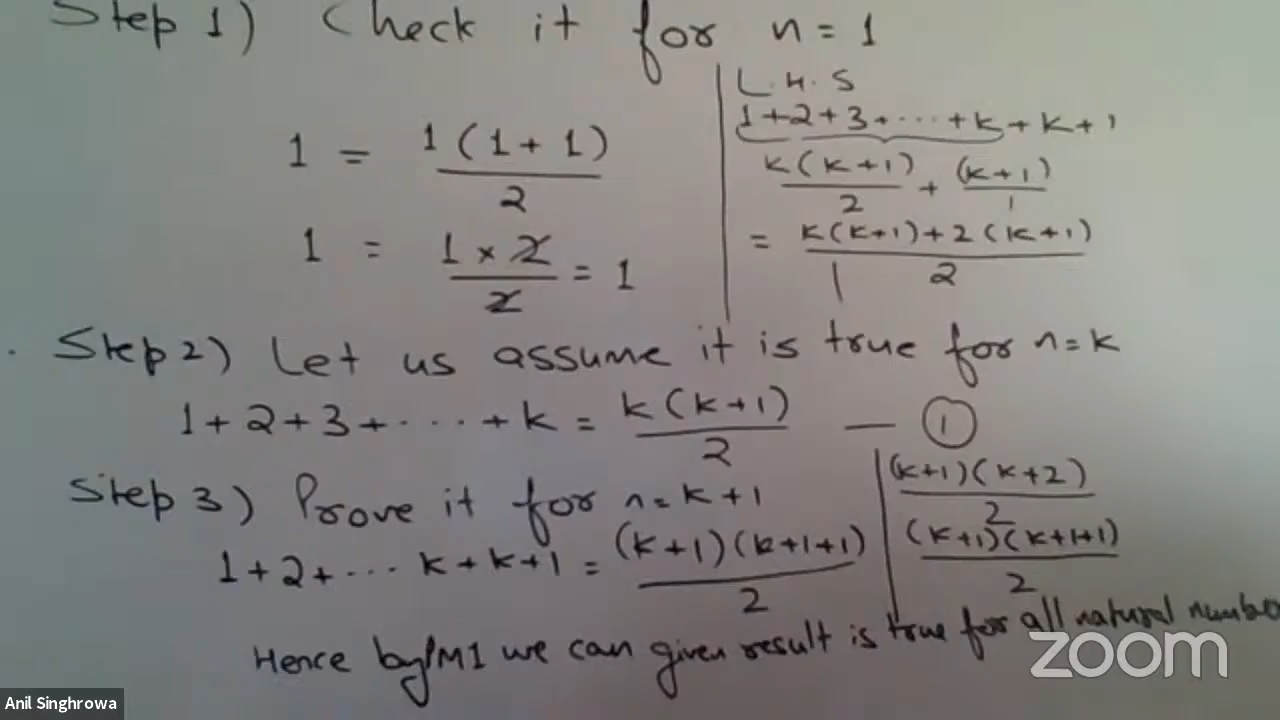 Step 1) Check it for n = 1
1 = 1(1+1)/2
1 = 1×2/2 = 1
L.H.S
1+2+3+....+k+k+1
k(k+1)/2 + (k+1)/1
= k(k+1)+2(k+1)/2
Step 2) Let us assume it is true for n=k
1+2+3+.....+k = k(k+1)/2 — ①
Step 3) Prove it for n=k+1
1+2+... k+k+1 = (k+1)(k+1+1)/2
(k+1)(k+2)/2
(k+1)(k+1+1)/2
Hence by PM1 we can given result is true for all natural number
zoom
Anil Singhrowa